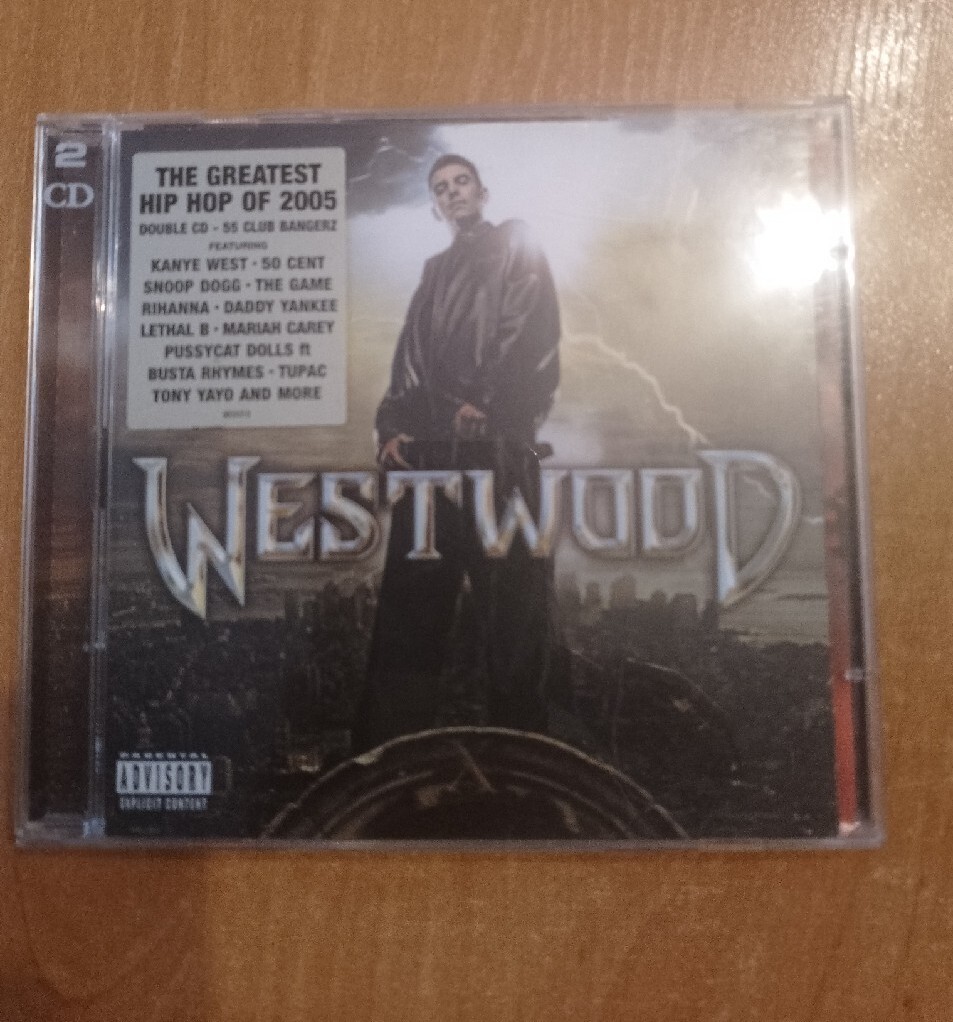 2
CD
THE GREATEST
HIP HOP OF 2005
DOUBLE CD - 55 CLUB BANGERZ
FEATURING
KANYE WEST · 50 CENT
SNOOP DOGG · THE GAME
RIHANNA · DADDY YANKEE
LETHAL B · MARIAH CAREY
PUSSYCAT DOLLS ft
BUSTA RHYMES · TUPAC
TONY YAYO AND MORE
WESTWOOD
PARENTAL
ADVISORY
EXPLICIT CONTENT